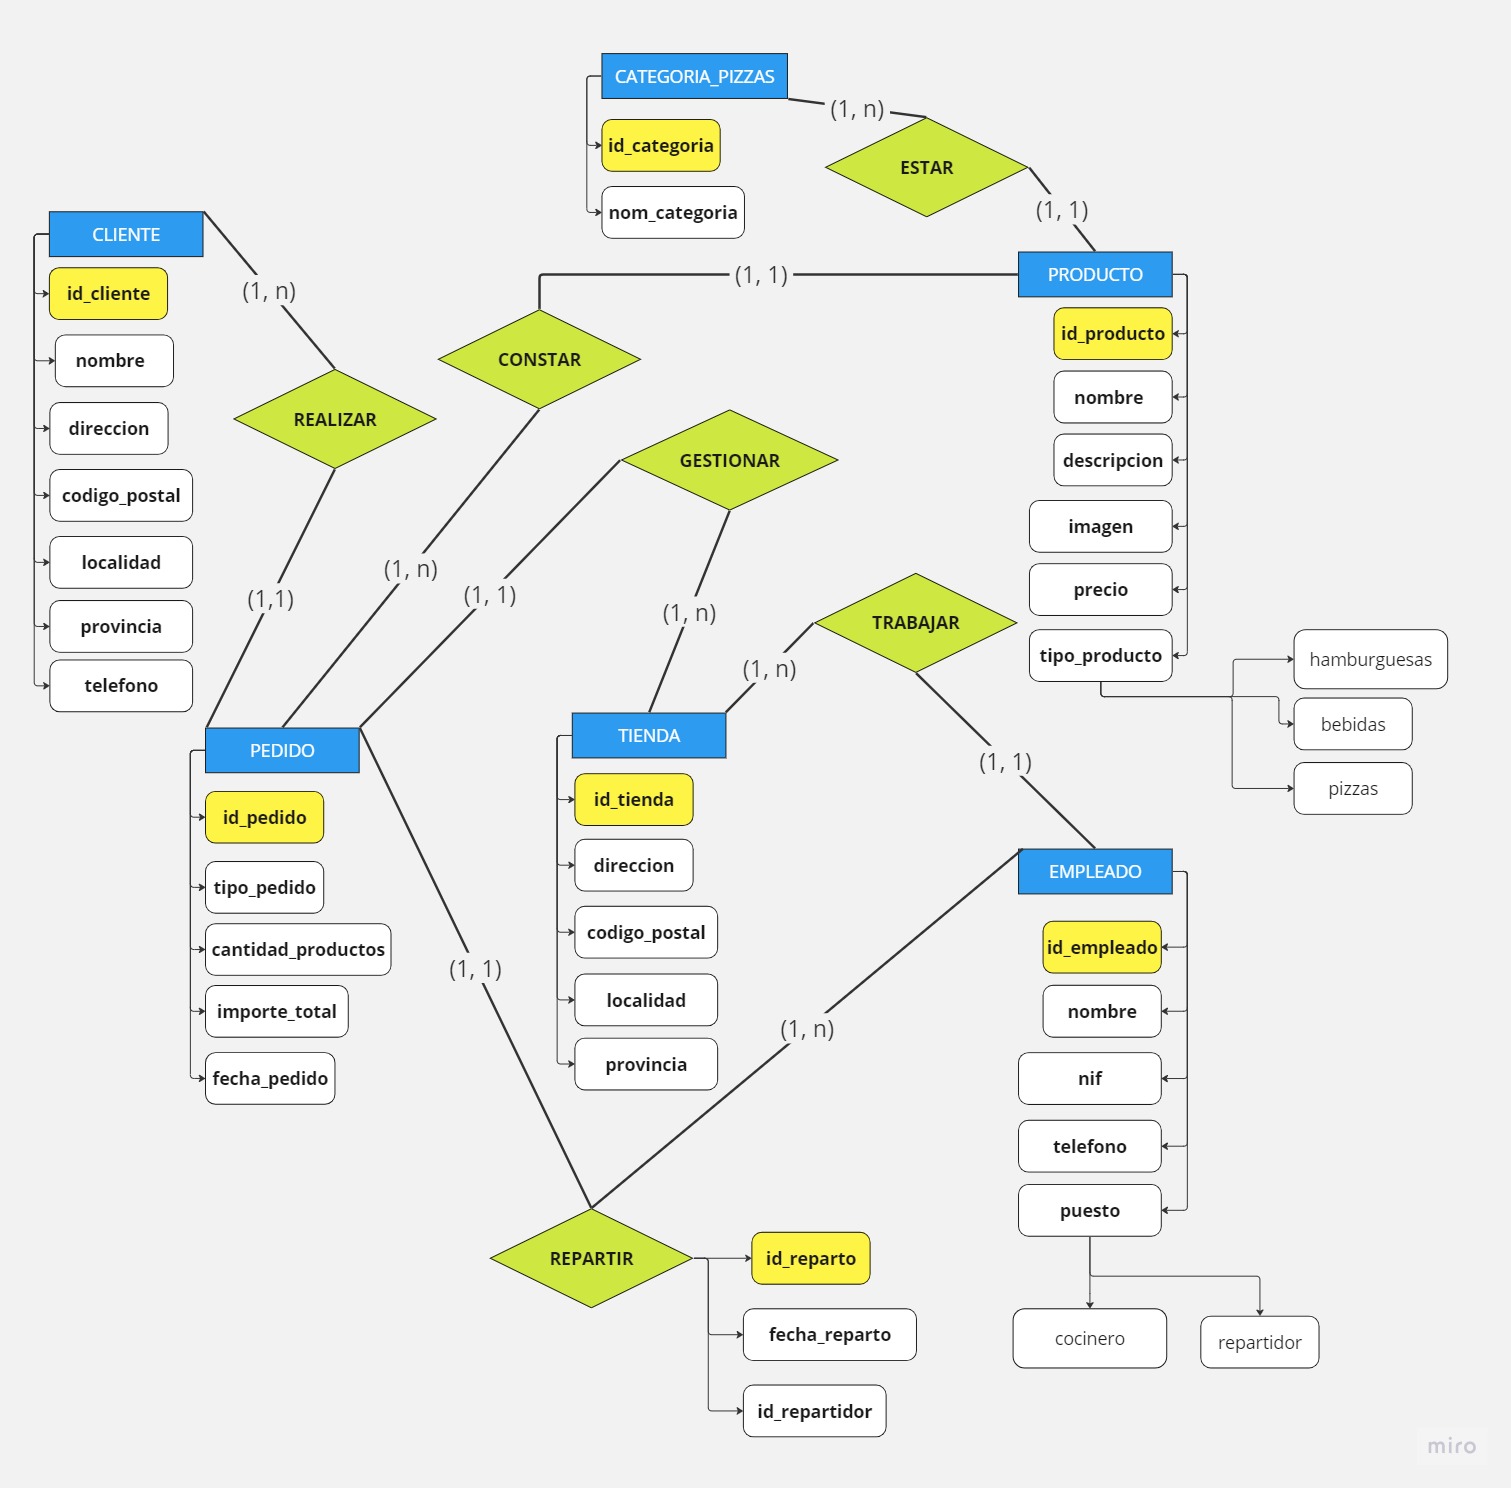 CATEGORIA_PIZZAS
(1, n)
id_categoria
ESTAR
nom_categoria
(1, 1)
CLIENTE
(1, n)
id_cliente
nombre
direccion
codigo_postal
localidad
provincia
telefono
REALIZAR
(1,1)
(1, 1)
CONSTAR
(1, n)
GESTIONAR
(1, 1)
(1, n)
PRODUCTO
id_producto
nombre
descripcion
imagen
precio
tipo_producto
hamburguesas
bebidas
pizzas
TRABAJAR
(1, n)
(1, 1)
PEDIDO
id_pedido
tipo_pedido
cantidad_productos
importe_total
fecha_pedido
(1, 1)
TIENDA
id_tienda
direccion
codigo_postal
localidad
provincia
(1, n)
EMPLEADO
id_empleado
nombre
nif
telefono
puesto
cocinero
repartidor
REPARTIR
id_reparto
fecha_reparto
id_repartidor
miro